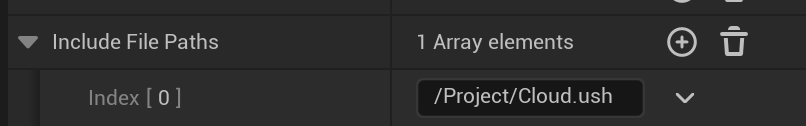 Include File Paths 1 Array elements
Index [ 0 ] /Project/Cloud.ush